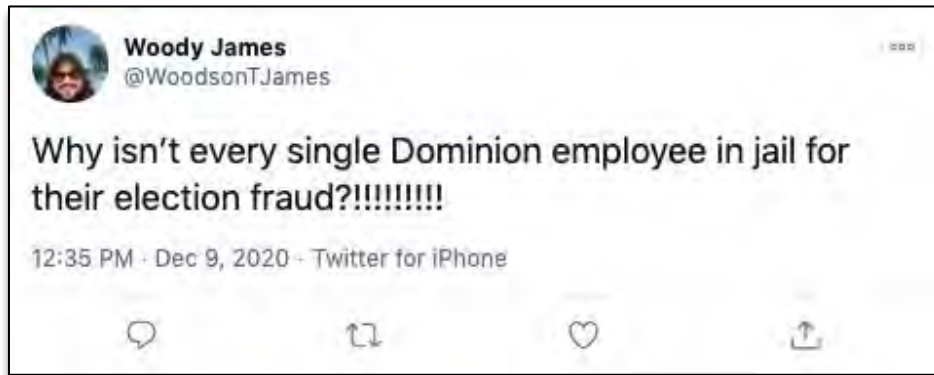 Woody James
@WoodsonTJames
Why isn't every single Dominion employee in jail for
their election fraud?!!!!!!!!!
12:35 PM · Dec 9, 2020 · Twitter for iPhone